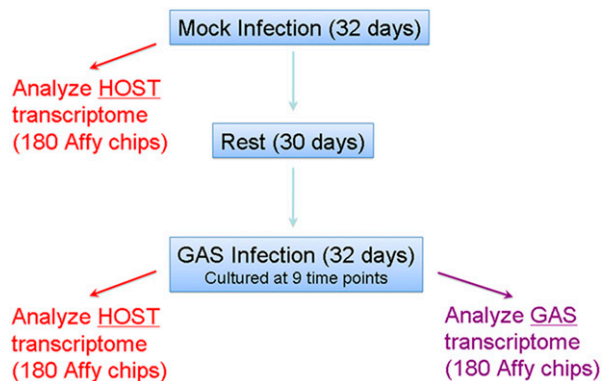 Mock Infection (32 days)
Analyze HOST
transcriptome
(180 Affy chips)
Rest (30 days)
GAS Infection (32 days)
Cultured at 9 time points
Analyze HOST
transcriptome
(180 Affy chips)
Analyze GAS
transcriptome
(180 Affy chips)